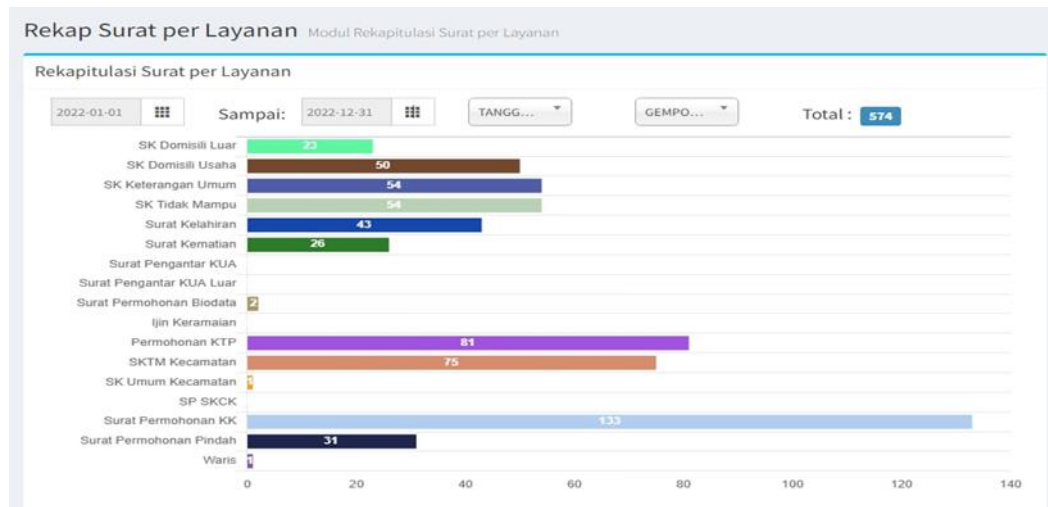 Rekap Surat per Layanan Modul Rekapitulasi Surat per Layanan
Rekapitulasi Surat per Layanan
2022-01-01 Sampai: 2022-12-31 TANGG... GEMPO... Total : 574
SK Domisili Luar 23
SK Domisili Usaha 50
SK Keterangan Umum 54
SK Tidak Mampu 54
Surat Kelahiran 43
Surat Kematian 26
Surat Pengantar KUA
Surat Pengantar KUA Luar
Surat Permohonan Biodata 2
Ijin Keramaian
Permohonan KTP 81
SKTM Kecamatan 75
SK Umum Kecamatan 1
SP SKCK
Surat Permohonan KK 133
Surat Permohonan Pindah 31
Waris 1
0 20 40 60 80 100 120 140